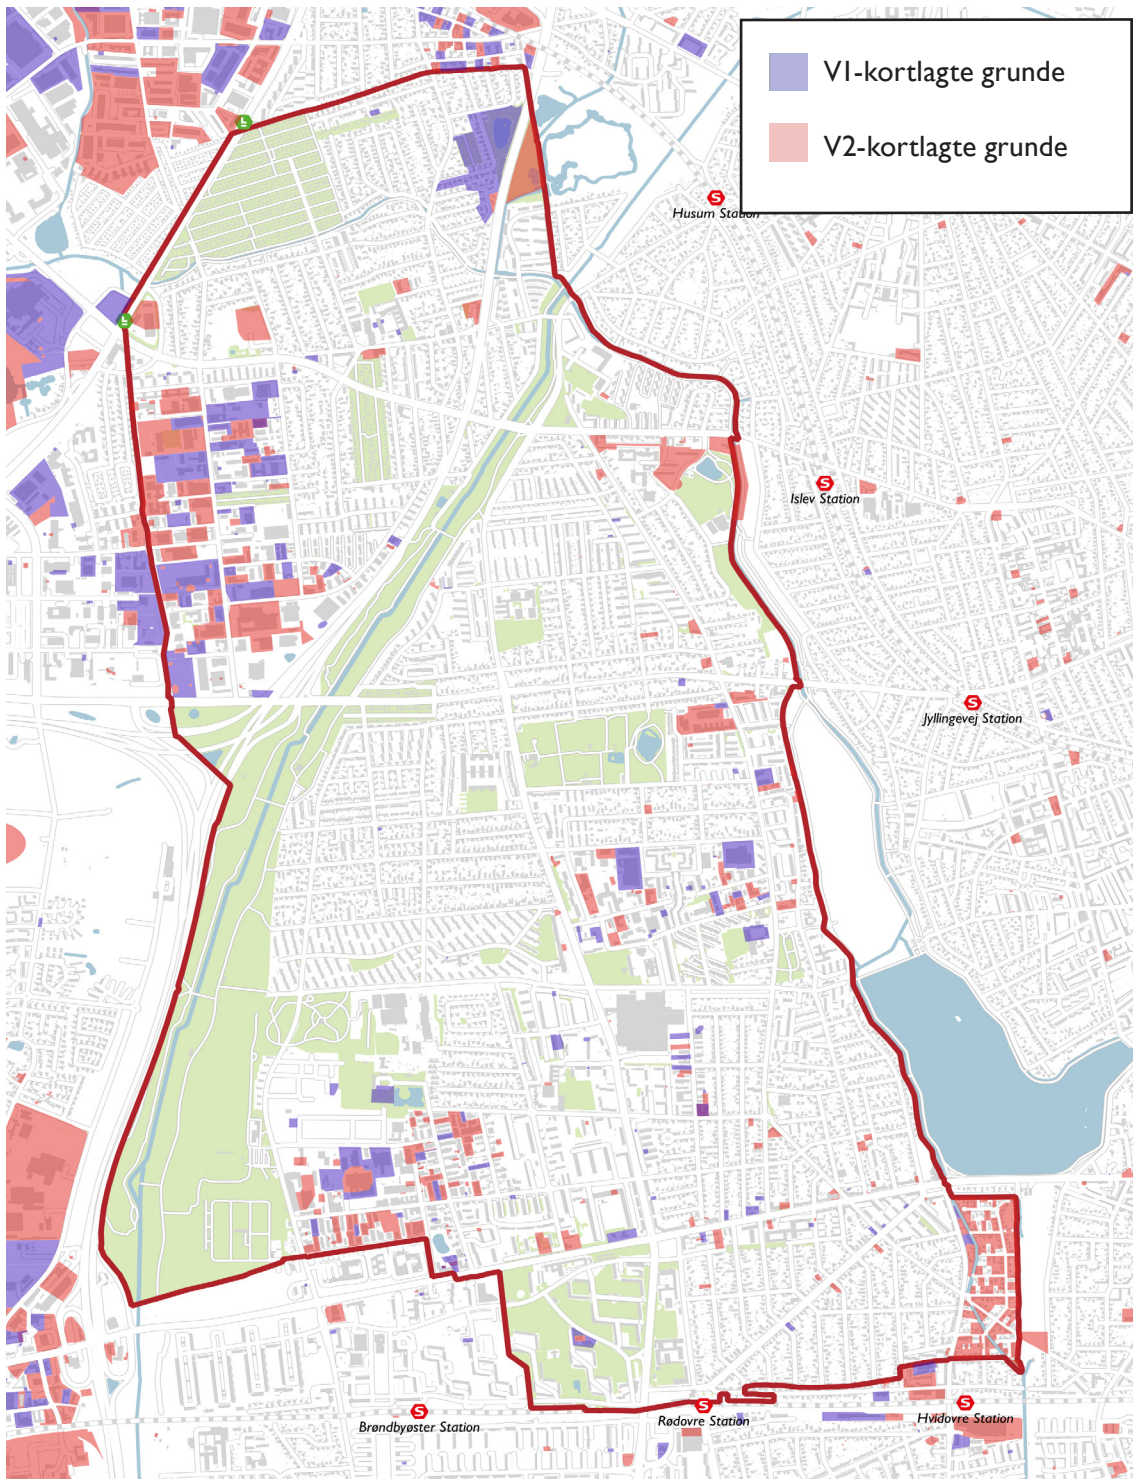 V1-kortlagte grunde
V2-kortlagte grunde
Husum Station
Islev Station
Jyllingevej Station
Brøndbyøster Station
Rødovre Station
Hvidovre Station